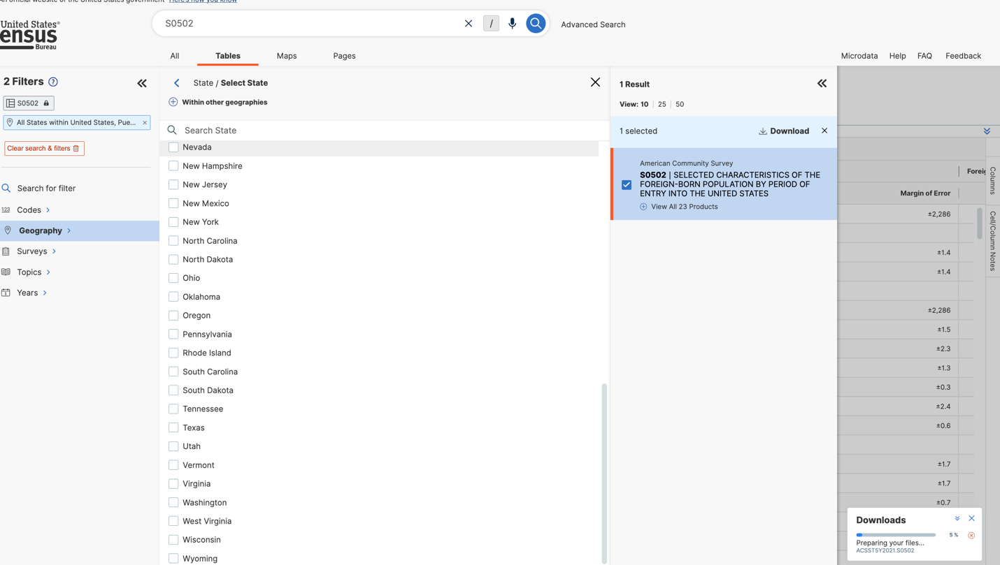 An official website of the United States government Here's how you know
United States®
ensus
Bureau
S0502
/
Advanced Search
All
Tables
Maps
Pages
Microdata
Help
FAQ
Feedback
2 Filters
?
S0502
All States within United States, Pue...
Clear search & filters
Search for filter
123 Codes
Geography
Surveys
Topics
Years
State / Select State
Within other geographies
Search State
Nevada
New Hampshire
New Jersey
New Mexico
New York
North Carolina
North Dakota
Ohio
Oklahoma
Oregon
Pennsylvania
Rhode Island
South Carolina
South Dakota
Tennessee
Texas
Utah
Vermont
Virginia
Washington
West Virginia
Wisconsin
Wyoming
1 Result
View: 10 25 50
1 selected
Download
American Community Survey
S0502 | SELECTED CHARACTERISTICS OF THE
FOREIGN-BORN POPULATION BY PERIOD OF
ENTRY INTO THE UNITED STATES
View All 23 Products
Foreig
Margin of Error
±2,286
±1.4
±1.4
±2,286
±1.5
±2.3
±1.3
±0.3
±2.4
±0.6
±1.7
±1.7
±0.7
Columns
Cell/Column Notes
Downloads
5 %
Preparing your files...
ACSST5Y2021.S0502